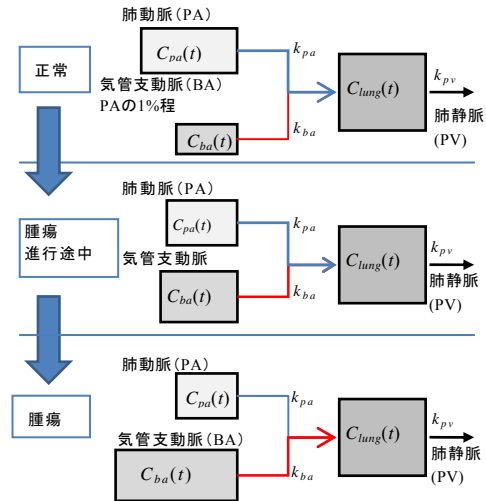 肺動脈(PA)
C_pa(t)
k_pa
正常
気管支動脈(BA)
PAの1%程
C_lung(t)
k_pv
肺静脈
(PV)
C_ba(t)
k_ba
肺動脈(PA)
C_pa(t)
k_pa
腫瘍
進行途中
気管支動脈
C_lung(t)
k_pv
肺静脈
(PV)
C_ba(t)
k_ba
肺動脈(PA)
C_pa(t)
k_pa
腫瘍
気管支動脈(BA)
C_lung(t)
k_pv
肺静脈
(PV)
C_ba(t)
k_ba